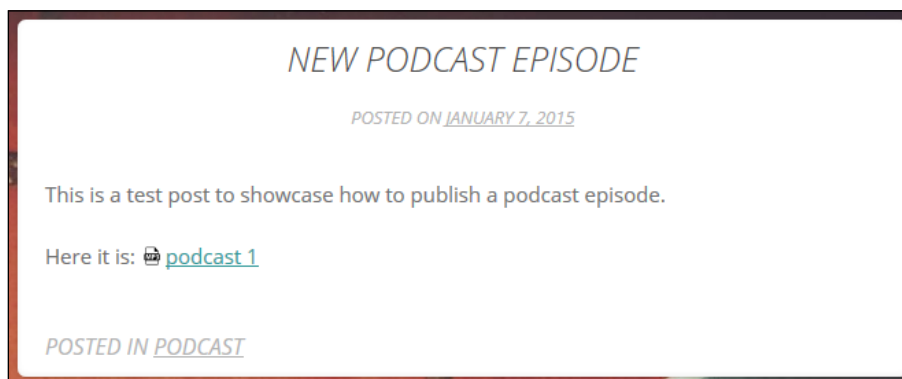 NEW PODCAST EPISODE
POSTED ON JANUARY 7, 2015
This is a test post to showcase how to publish a podcast episode.
Here it is: podcast 1
POSTED IN PODCAST